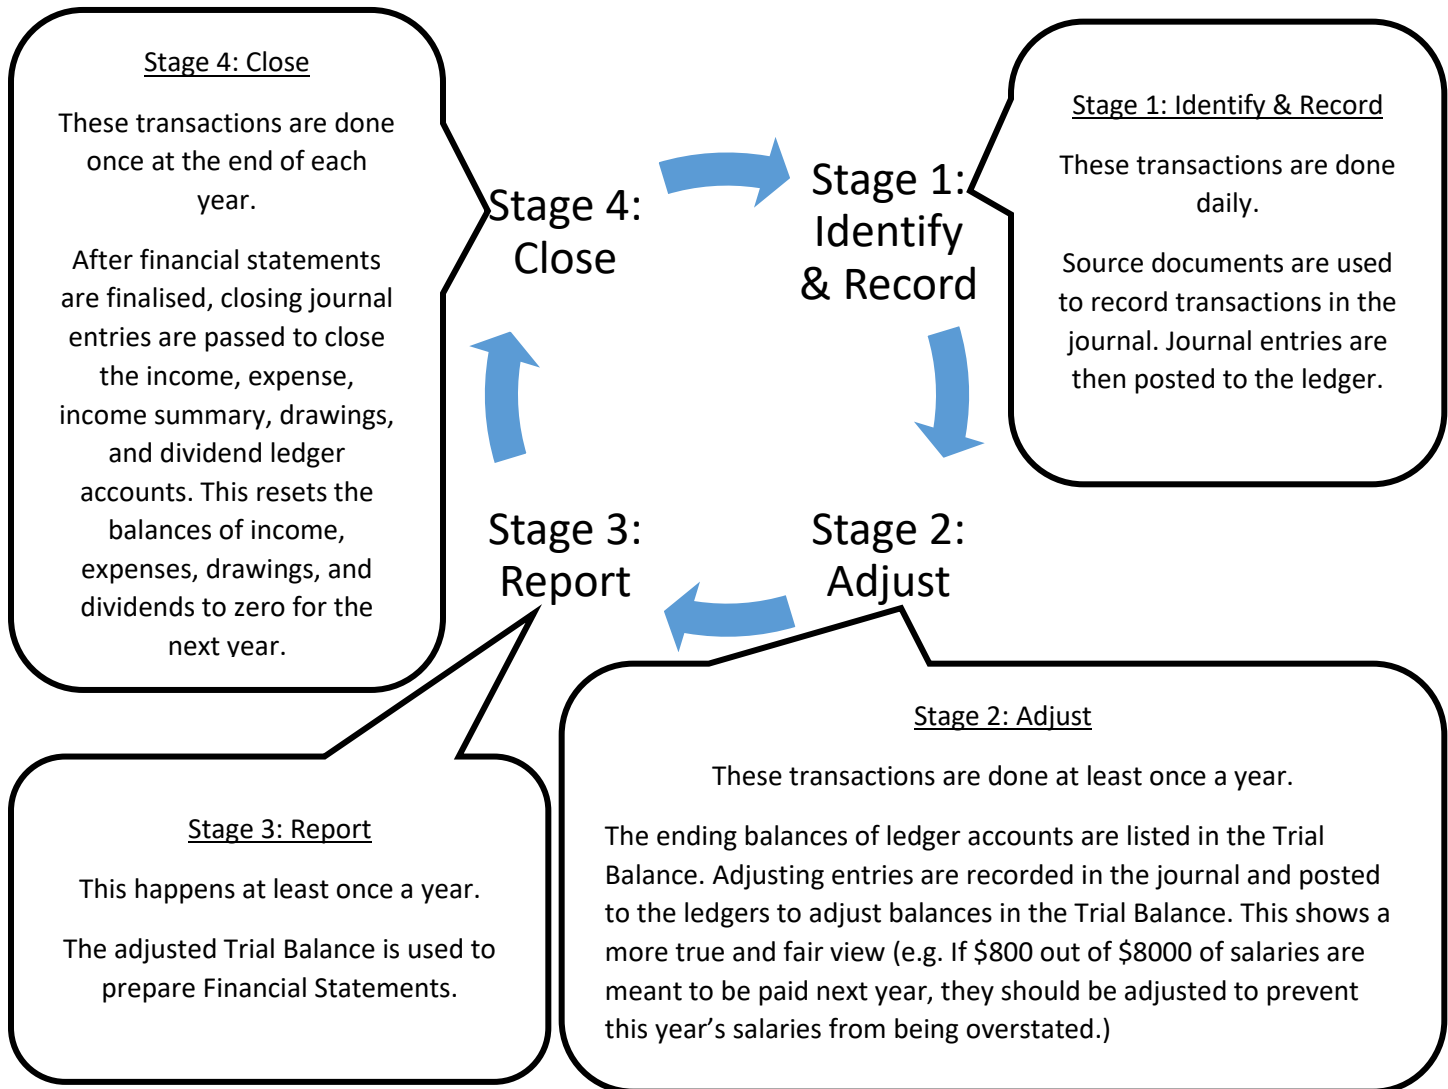 Stage 4: Close
These transactions are done
once at the end of each
year.
After financial statements
are finalised, closing journal
entries are passed to close
the income, expense,
income summary, drawings,
and dividend ledger
accounts. This resets the
balances of income,
expenses, drawings, and
dividends to zero for the
next year.
Stage 4:
Close
Stage 1:
Identify
& Record
Stage 1: Identify & Record
These transactions are done
daily.
Source documents are used
to record transactions in the
journal. Journal entries are
then posted to the ledger.
Stage 3:
Report
Stage 2:
Adjust
Stage 3: Report
This happens at least once a year.
The adjusted Trial Balance is used to
prepare Financial Statements.
Stage 2: Adjust
These transactions are done at least once a year.
The ending balances of ledger accounts are listed in the Trial
Balance. Adjusting entries are recorded in the journal and posted
to the ledgers to adjust balances in the Trial Balance. This shows a
more true and fair view (e.g. If $800 out of $8000 of salaries are
meant to be paid next year, they should be adjusted to prevent
this year’s salaries from being overstated.)